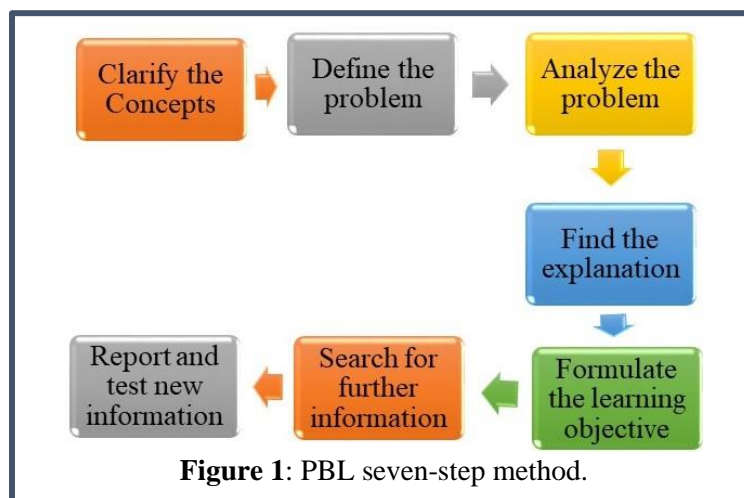 Clarify the
Concepts
Define the
problem
Analyze the
problem
Find the
explanation
Formulate
the learning
objective
Search for
further
information
Report and
test new
information
Figure 1: PBL seven-step method.